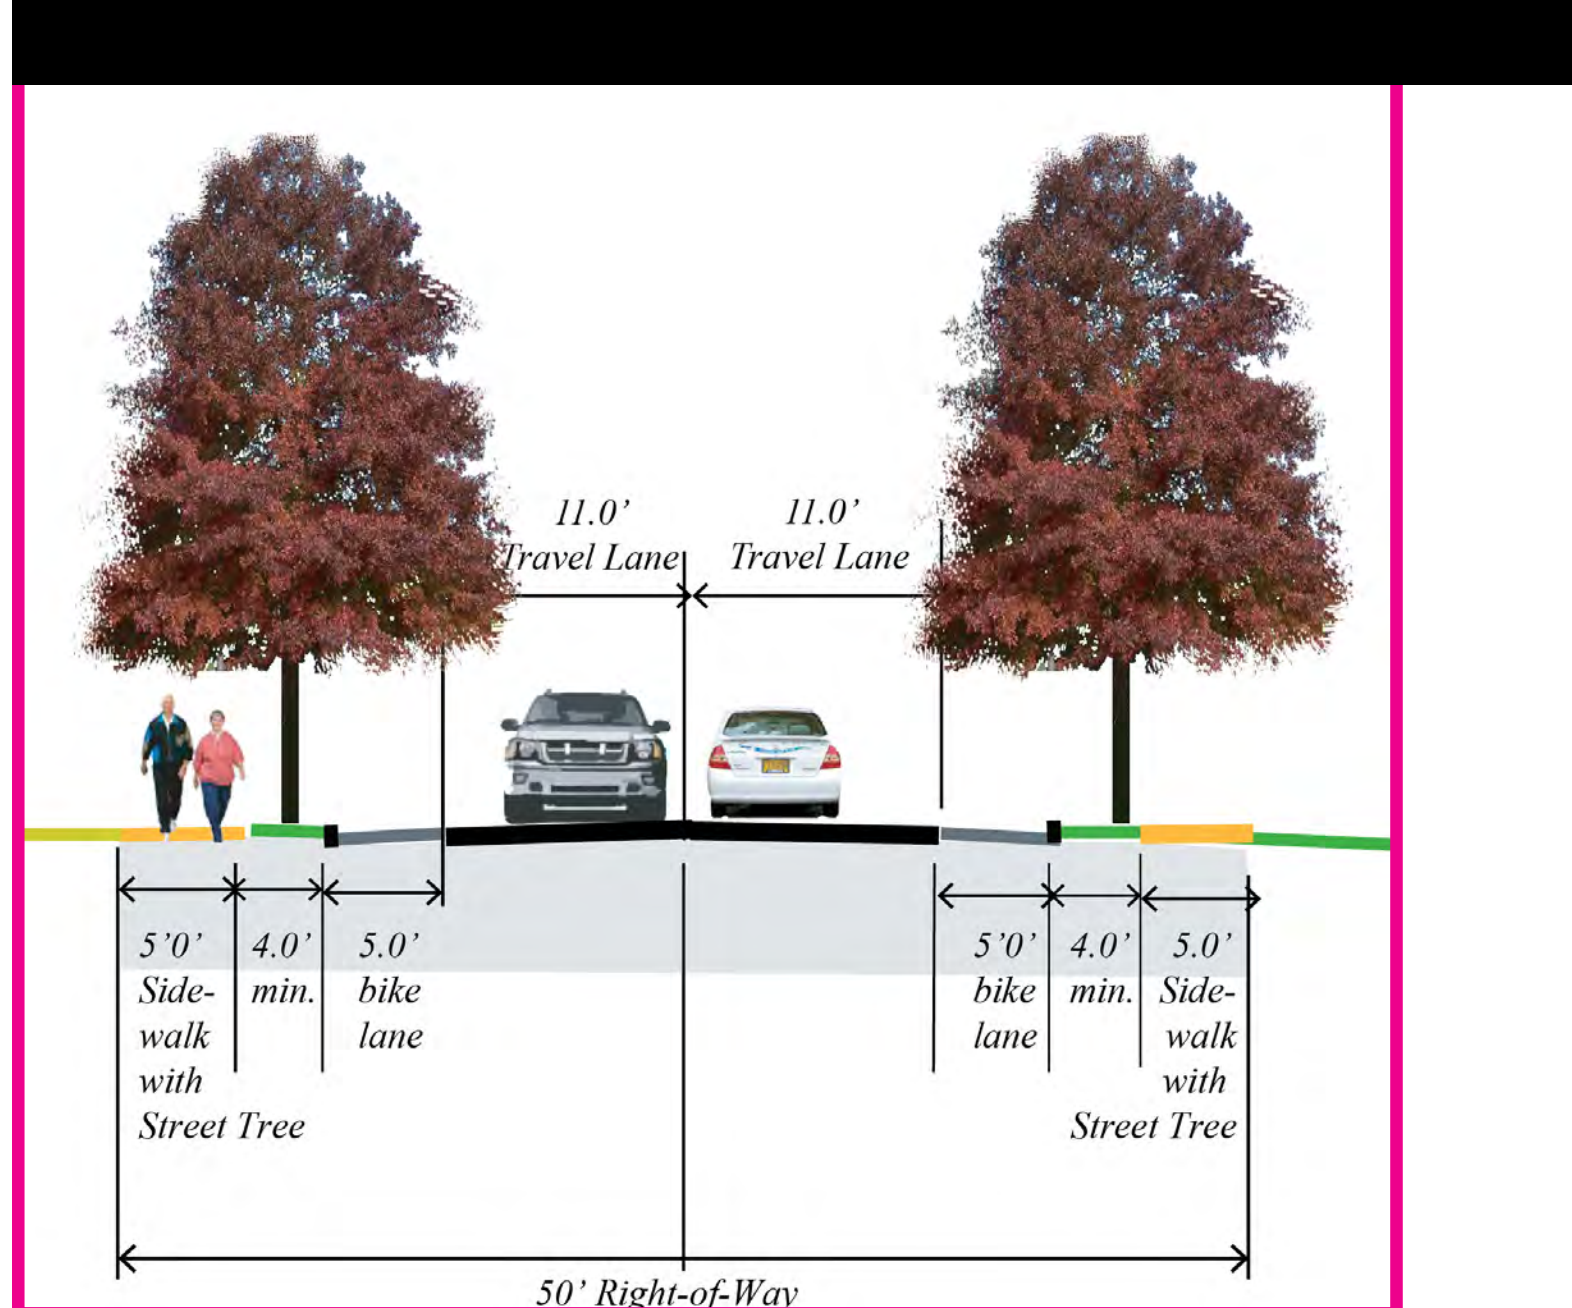 11.0’
Travel Lane
11.0’
Travel Lane
5’0’
Side-
walk
with
Street Tree
4.0’
min.
5.0’
bike
lane
5’0’
bike
lane
4.0’
min.
5.0’
Side-
walk
with
Street Tree
50’ Right-of-Way